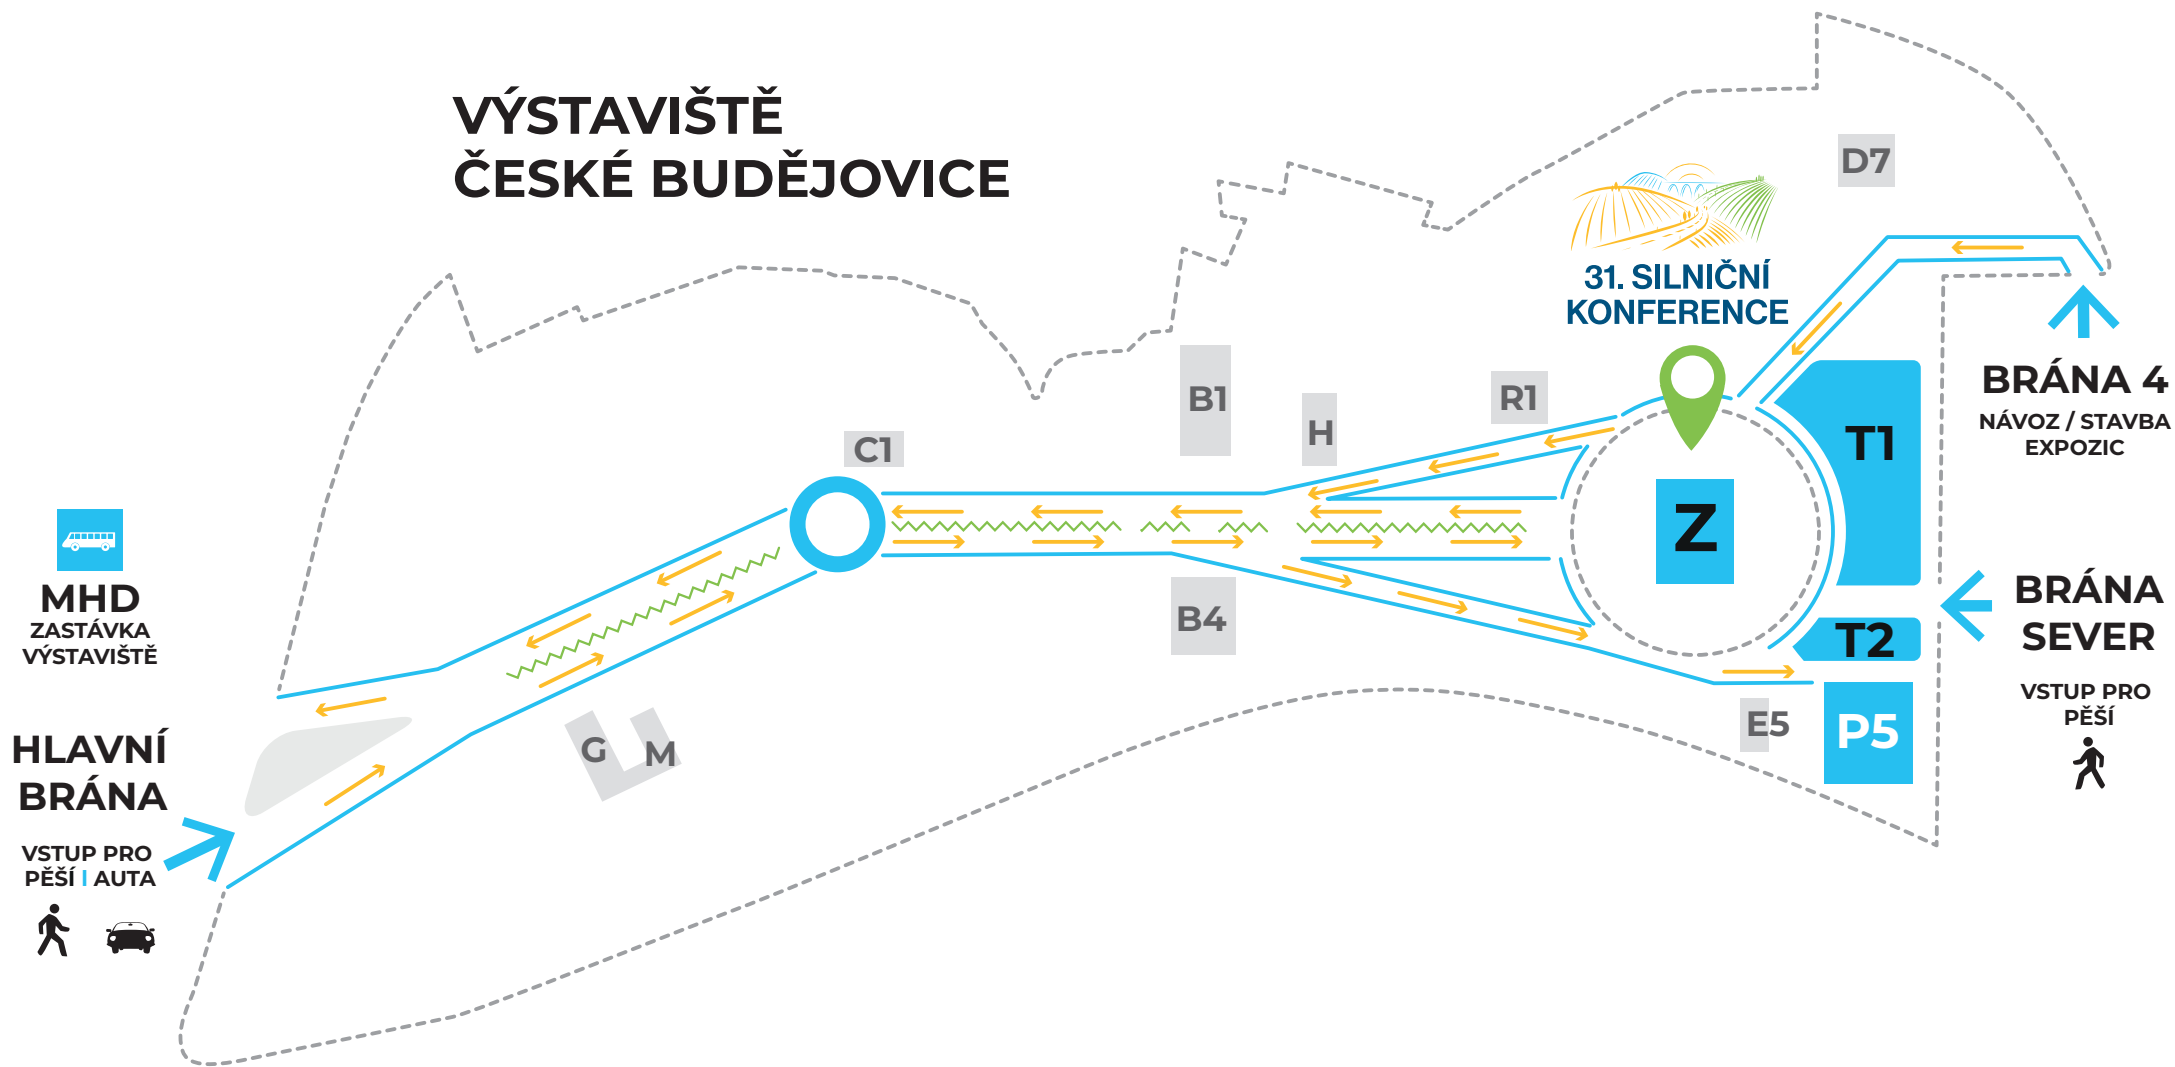 VÝSTAVIŠTĚ
ČESKÉ BUDĚJOVICE
D7
31. SILNIČNÍ
KONFERENCE
BRÁNA 4
NÁVOZ / STAVBA
EXPOZIC
B1
H
R1
T1
C1
Z
MHD
ZASTÁVKA
VÝSTAVIŠTĚ
B4
T2
BRÁNA
SEVER
VSTUP PRO
PĚŠÍ
E5
P5
G
M
HLAVNÍ
BRÁNA
VSTUP PRO
PĚŠÍ I AUTA